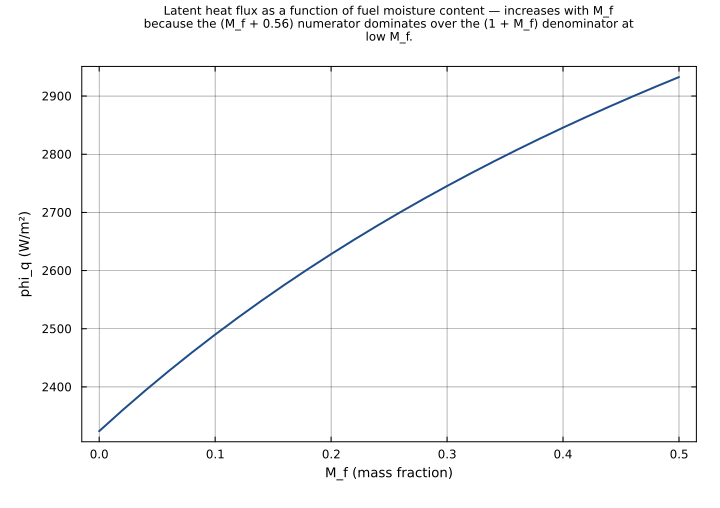 Latent heat flux as a function of fuel moisture content — increases with M_f
because the (M_f + 0.56) numerator dominates over the (1 + M_f) denominator at
low M_f.
2900
2800
2700
2600
2500
2400
phi_q (W/m²)
0.0 0.1 0.2 0.3 0.4 0.5
M_f (mass fraction)